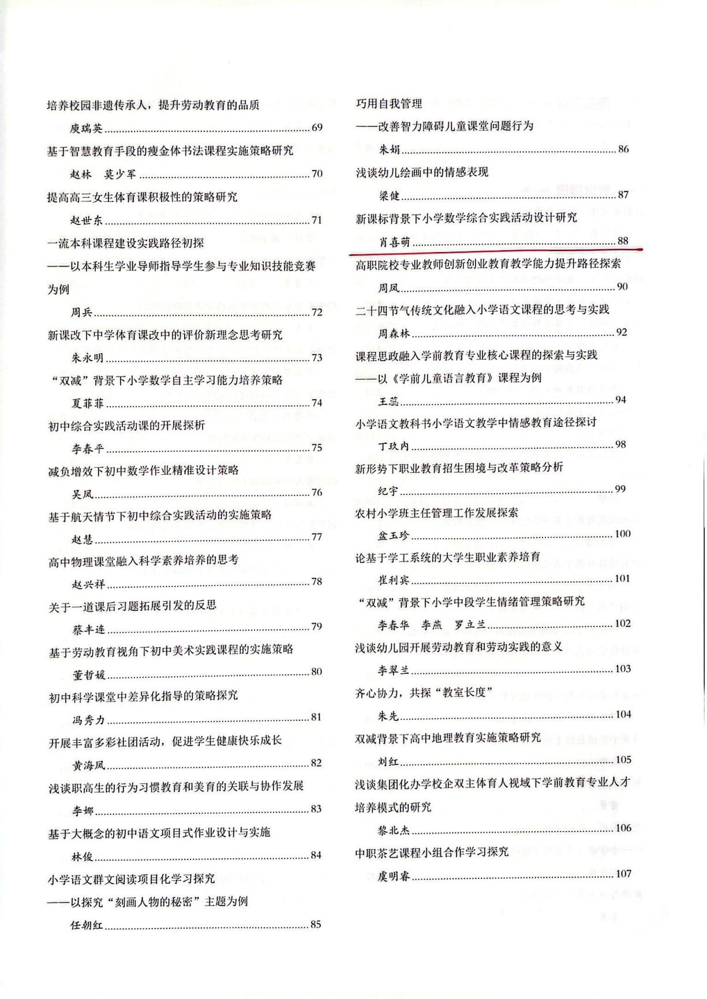 培养校园非遗传承人，提升劳动教育的品质
庾瑞英 69
基于智慧教育手段的瘦金体书法课程实施策略研究
赵林 莫少军 70
提高高三女生体育课积极性的策略研究
赵世东 71
一流本科课程建设实践路径初探
——以本科生学业导师指导学生参与专业知识技能竞赛
为例
周兵 72
新课改下中学体育课改中的评价新理念思考研究
朱永明 73
“双减”背景下小学数学自主学习能力培养策略
夏菲菲 74
初中综合实践活动课的开展探析
李春平 75
减负增效下初中数学作业精准设计策略
吴凤 76
基于航天情节下初中综合实践活动的实施策略
赵慧 77
高中物理课堂融入科学素养培养的思考
赵兴祥 78
关于一道课后习题拓展引发的反思
蔡丰连 79
基于劳动教育视角下初中美术实践课程的实施策略
董哲媛 80
初中科学课堂中差异化指导的策略探究
冯秀力 81
开展丰富多彩社团活动，促进学生健康快乐成长
黄海凤 82
浅谈职高生的行为习惯教育和美育的关联与协作发展
李娜 83
基于大概念的初中语文项目式作业设计与实施
林俊 84
小学语文群文阅读项目化学习探究
——以探究“刻画人物的秘密”主题为例
任朝红 85
巧用自我管理
——改善智力障碍儿童课堂问题行为
朱娟 86
浅谈幼儿绘画中的情感表现
梁健 87
新课标背景下小学数学综合实践活动设计研究
肖喜萌 88
高职院校专业教师创新创业教育教学能力提升路径探索
周凤 90
二十四节气传统文化融入小学语文课程的思考与实践
周森林 92
课程思政融入学前教育专业核心课程的探索与实践
——以《学前儿童语言教育》课程为例
王蕊 94
小学语文教科书小学语文教学中情感教育途径探讨
丁玖内 98
新形势下职业教育招生困境与改革策略分析
纪宇 99
农村小学班主任管理工作发展探索
盆玉珍 100
论基于学工系统的大学生职业素养培育
崔利宾 101
“双减”背景下小学中段学生情绪管理策略研究
李春华 李燕 罗立兰 102
浅谈幼儿园开展劳动教育和劳动实践的意义
李翠兰 103
齐心协力，共探“教室长度”
朱先 104
双减背景下高中地理教育实施策略研究
刘红 105
浅谈集团化办学校企双主体育人视域下学前教育专业人才
培养模式的研究
黎北杰 106
中职茶艺课程小组合作学习探究
虞明睿 107